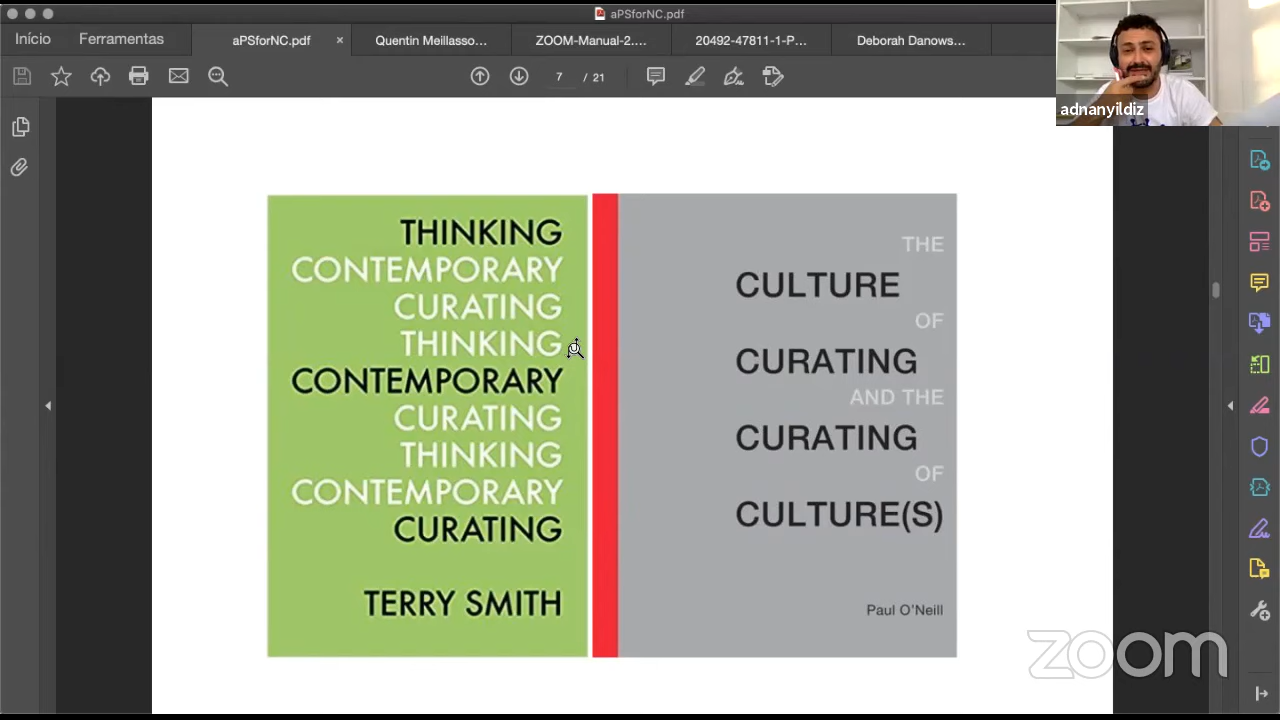 aPSforNC.pdf
Início
Ferramentas
aPSforNC.pdf
×
Quentin Meillasso...
ZOOM-Manual-2....
20492-47811-1-P...
Deborah Danows...
7 / 21
adnanyildiz
THINKING
CONTEMPORARY
CURATING
THINKING
CONTEMPORARY
CURATING
THINKING
CONTEMPORARY
CURATING
TERRY SMITH
THE
CULTURE
OF
CURATING
AND THE
CURATING
OF
CULTURE(S)
Paul O'Neill
zoom